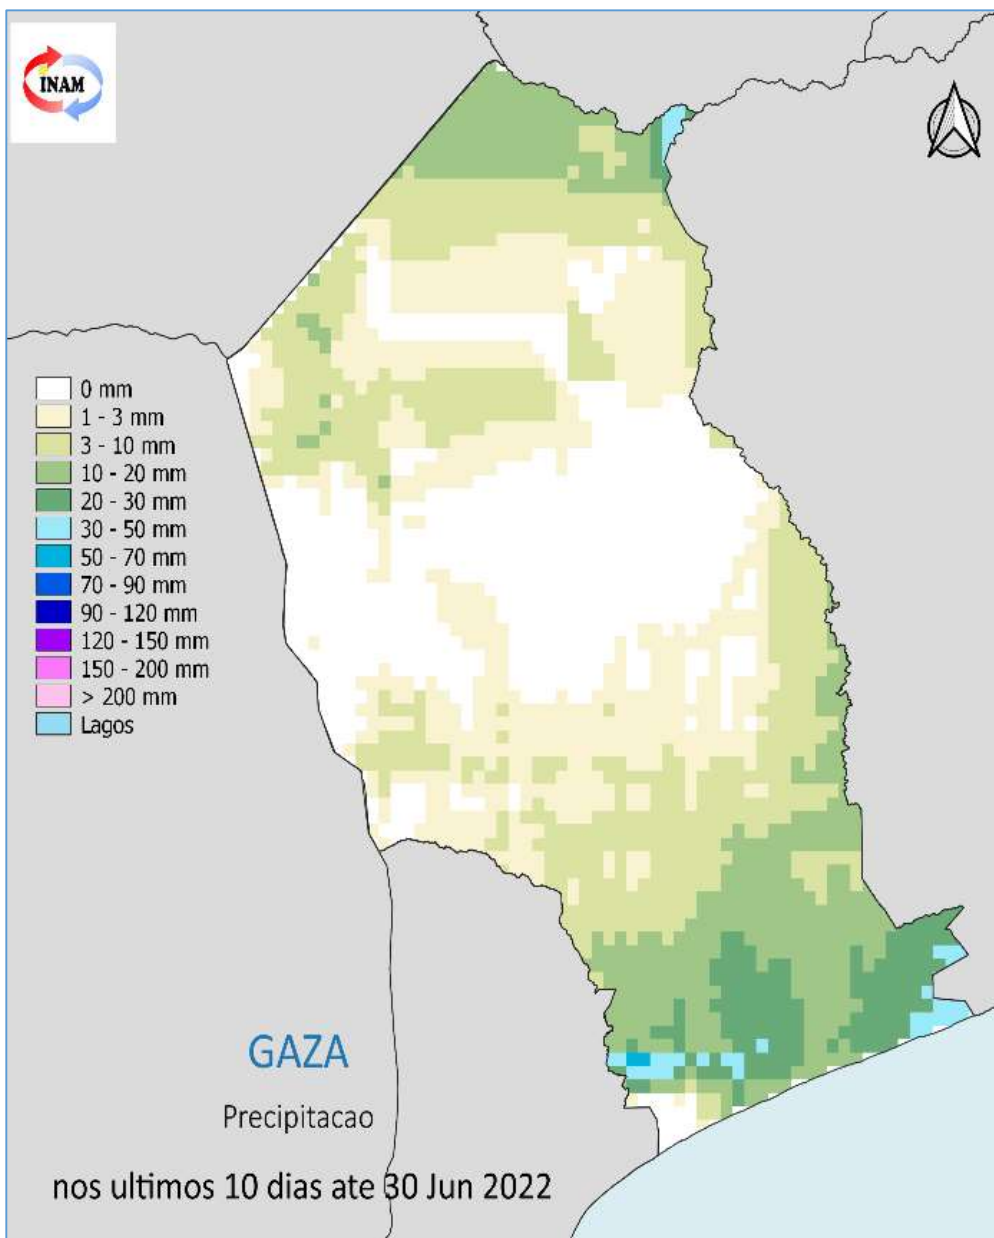 INAM
0 mm
1 - 3 mm
3 - 10 mm
10 - 20 mm
20 - 30 mm
30 - 50 mm
50 - 70 mm
70 - 90 mm
90 - 120 mm
120 - 150 mm
150 - 200 mm
> 200 mm
Lagos
GAZA
Precipitacao
nos ultimos 10 dias ate 30 Jun 2022